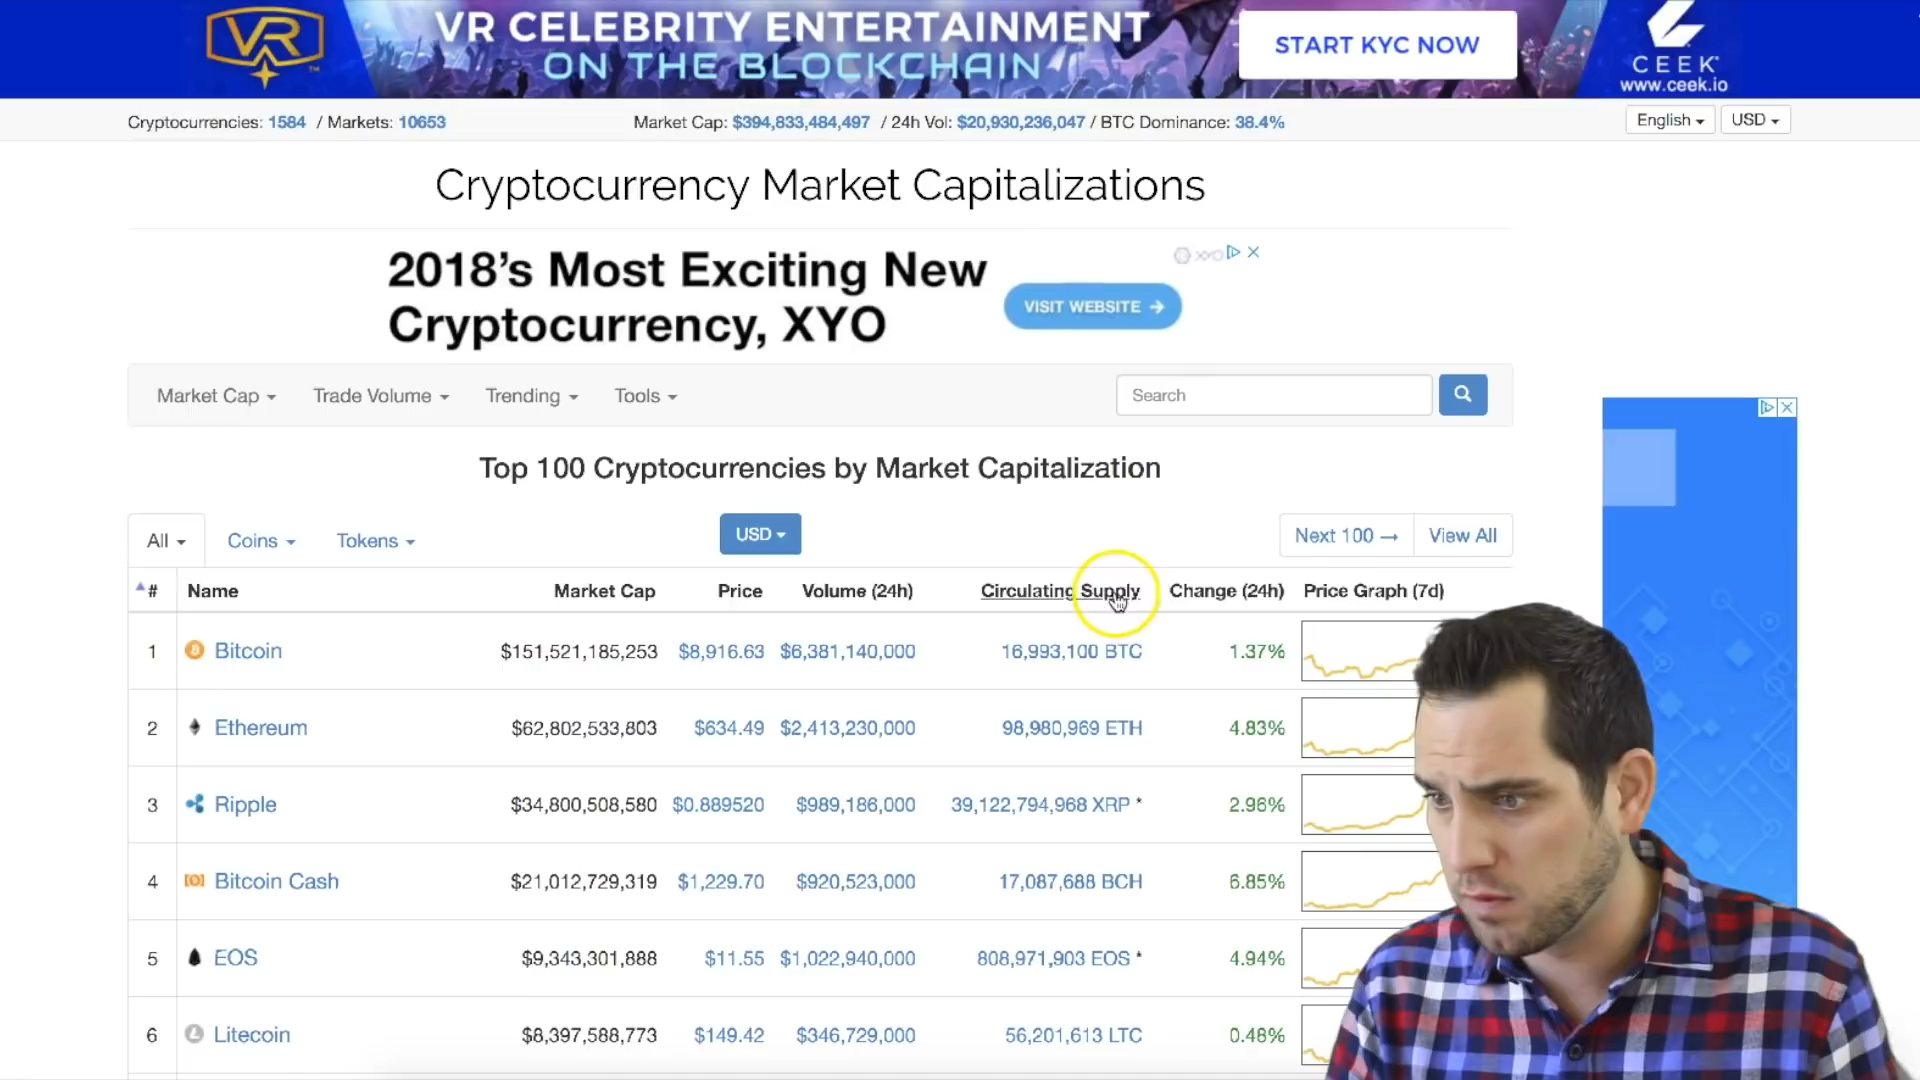 VR CELEBRITY ENTERTAINMENT
ON THE BLOCKCHAIN
START KYC NOW
VR™
CEEK
www.ceek.io
Cryptocurrencies: 1584 / Markets: 10653
Market Cap: $394,833,484,497 / 24h Vol: $20,930,236,047 / BTC Dominance: 38.4%
English
USD
Cryptocurrency Market Capitalizations
2018's Most Exciting New
Cryptocurrency, XYO
XYO
VISIT WEBSITE →
Market Cap
Trade Volume
Trending
Tools
Search
Top 100 Cryptocurrencies by Market Capitalization
All
Coins
Tokens
USD
Next 100 →
View All
# Name Market Cap Price Volume (24h) Circulating Supply Change (24h) Price Graph (7d)
1 Bitcoin $151,521,185,253 $8,916.63 $6,381,140,000 16,993,100 BTC 1.37%
2 Ethereum $62,802,533,803 $634.49 $2,413,230,000 98,980,969 ETH 4.83%
3 Ripple $34,800,508,580 $0.889520 $989,186,000 39,122,794,968 XRP * 2.96%
4 Bitcoin Cash $21,012,729,319 $1,229.70 $920,523,000 17,087,688 BCH 6.85%
5 EOS $9,343,301,888 $11.55 $1,022,940,000 808,971,903 EOS * 4.94%
6 Litecoin $8,397,588,773 $149.42 $346,729,000 56,201,613 LTC 0.48%